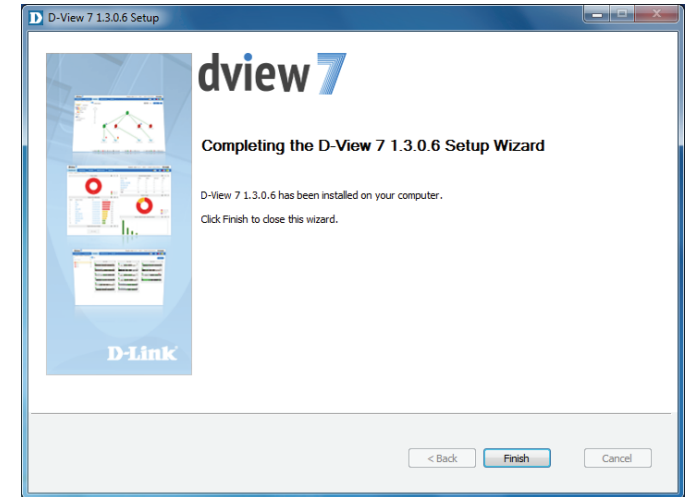 D-View 7 1.3.0.6 Setup
dview 7
Completing the D-View 7 1.3.0.6 Setup Wizard
D-View 7 1.3.0.6 has been installed on your computer.
Click Finish to close this wizard.
D-Link
< Back
Finish
Cancel